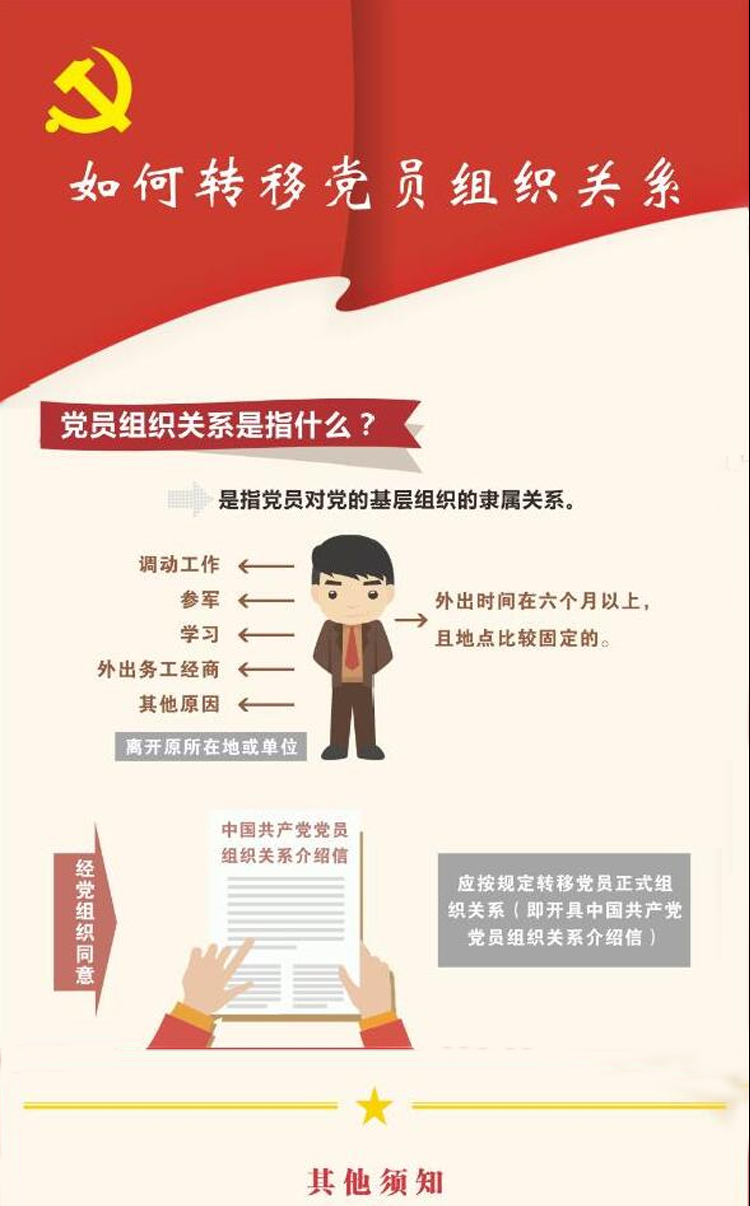 如何转移党员组织关系
党员组织关系是指什么？
是指党员对党的基层组织的隶属关系。
调动工作
参军
学习
外出务工经商
其他原因
离开原所在地或单位
外出时间在六个月以上，
且地点比较固定的。
经党组织同意
中国共产党党员
组织关系介绍信
应按规定转移党员正式组
织关系（即开具中国共产党
党员组织关系介绍信）
其他须知